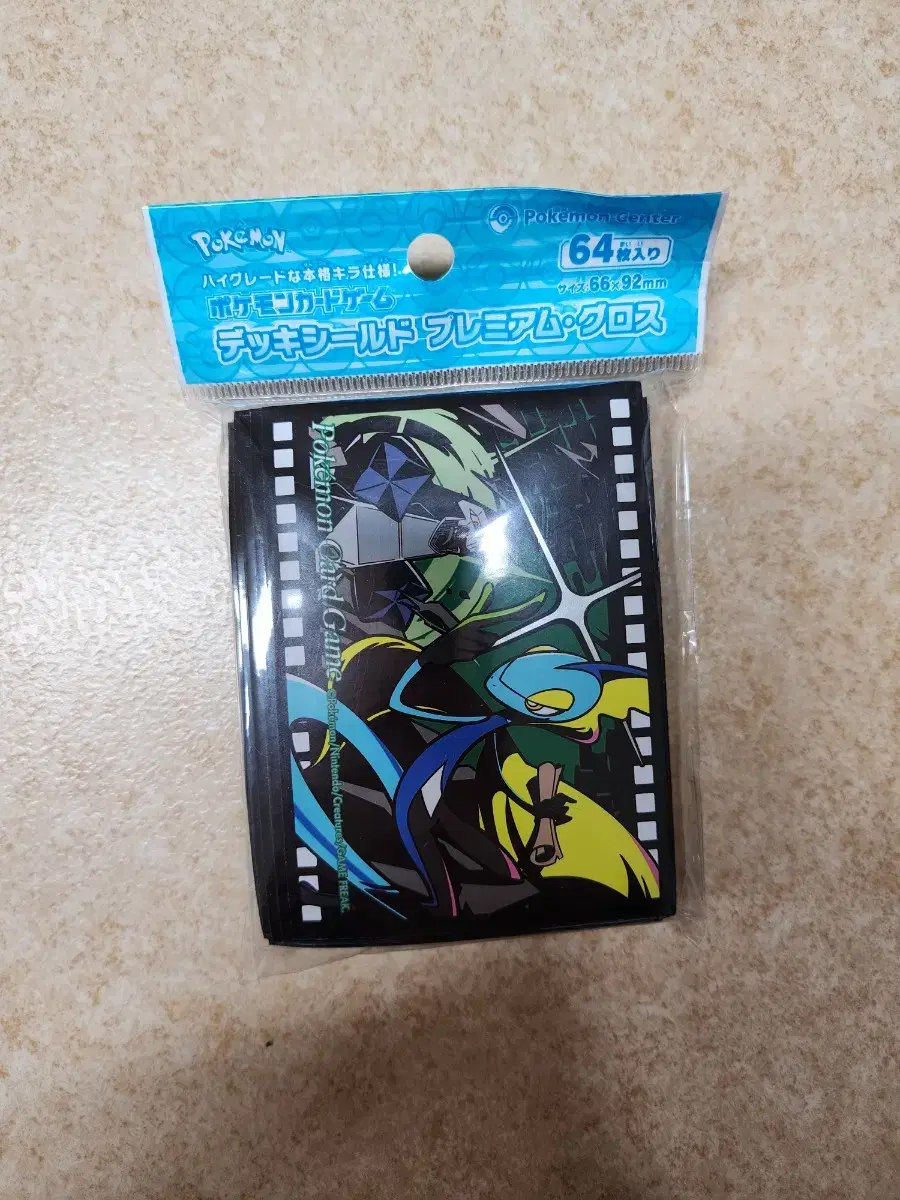 POKÉMON
Pokémon Center
ハイグレードな本格キラ仕様!
64枚入り
まい い
ポケモンカードゲーム
サイズ:66×92mm
デッキシールド プレミアム・グロス
Pokémon Card Game
©Pokémon/Nintendo/Creatures/GAME FREAK.